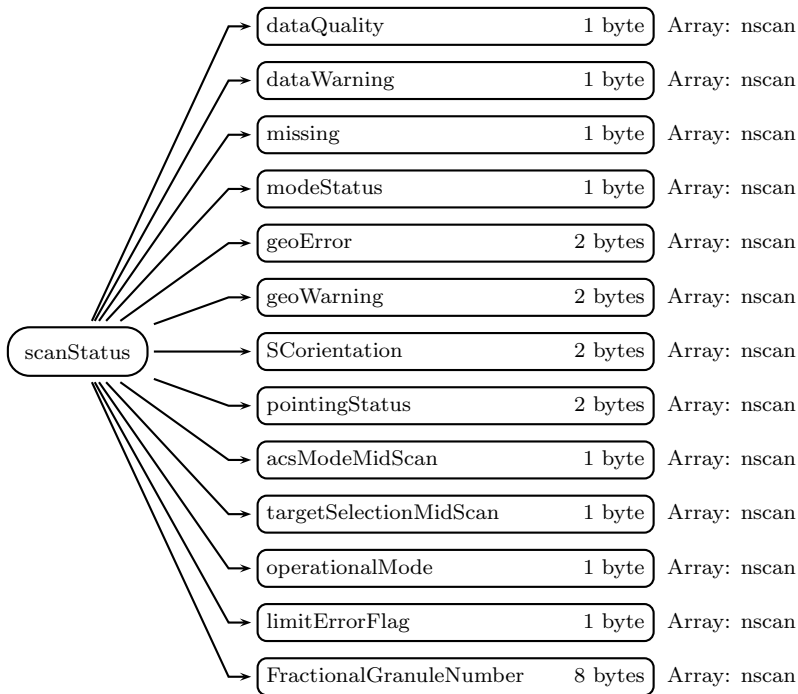 dataQuality 1 byte Array: nscan
dataWarning 1 byte Array: nscan
missing 1 byte Array: nscan
modeStatus 1 byte Array: nscan
geoError 2 bytes Array: nscan
geoWarning 2 bytes Array: nscan
scanStatus SCorientation 2 bytes Array: nscan
pointingStatus 2 bytes Array: nscan
acsModeMidScan 1 byte Array: nscan
targetSelectionMidScan 1 byte Array: nscan
operationalMode 1 byte Array: nscan
limitErrorFlag 1 byte Array: nscan
FractionalGranuleNumber 8 bytes Array: nscan